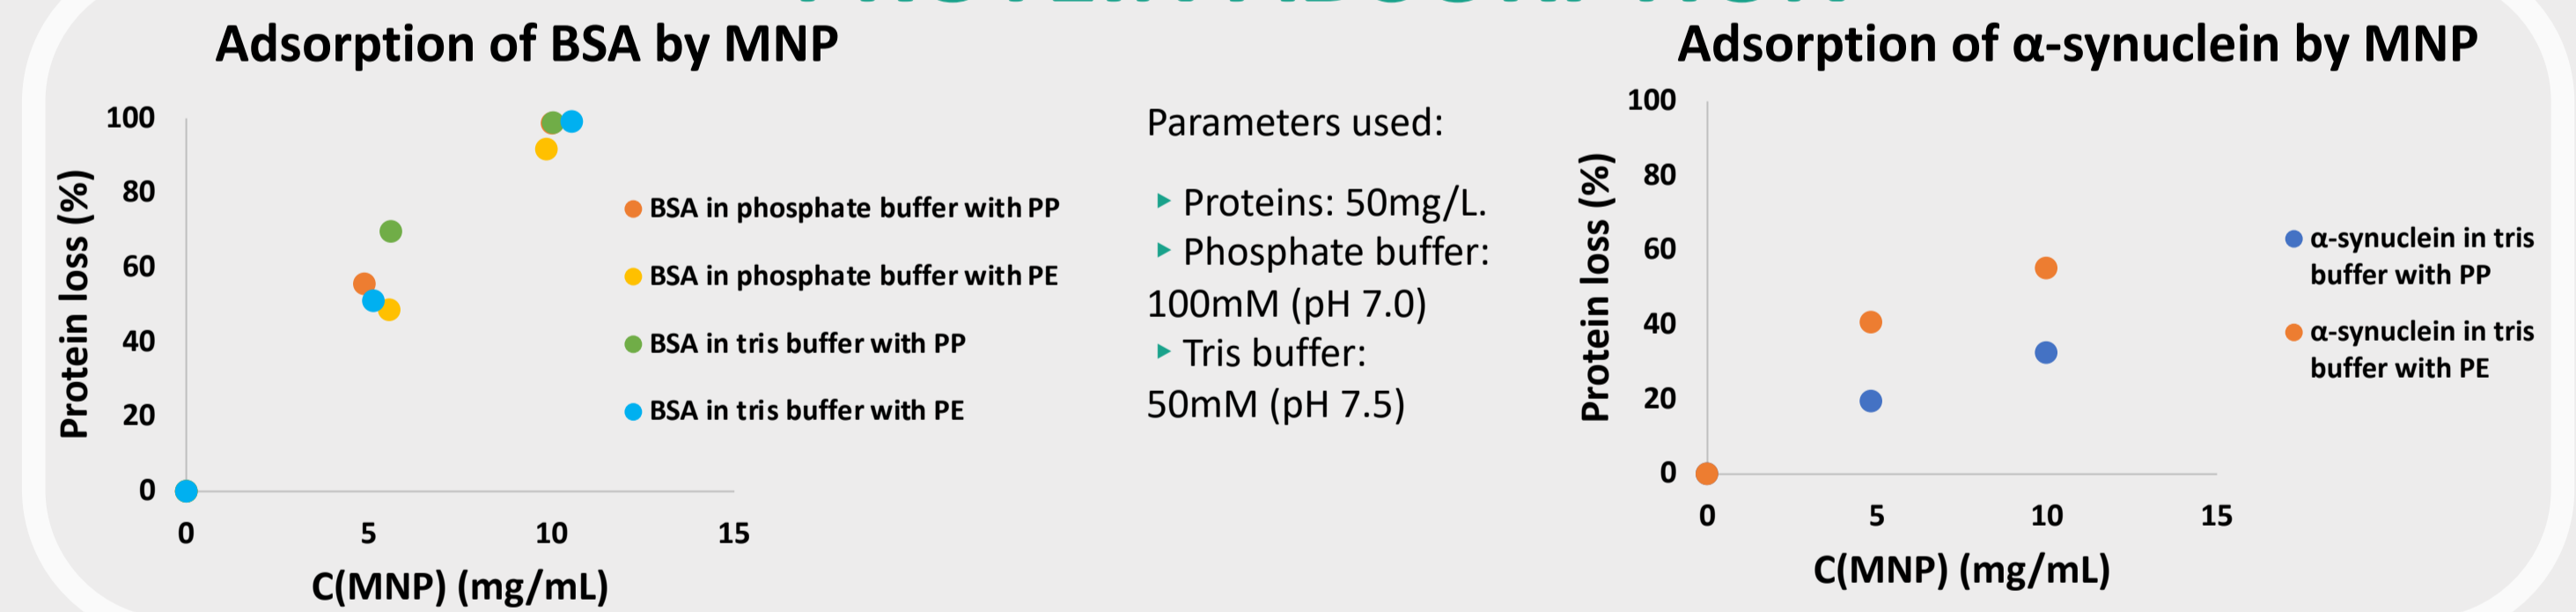 PROTEIN ADSORPTION
Adsorption of BSA by MNP
100
80
60
40
20
0
0 5 10 15
Protein loss (%)
C(MNP) (mg/mL)
BSA in phosphate buffer with PP
BSA in phosphate buffer with PE
BSA in tris buffer with PP
BSA in tris buffer with PE
Parameters used:
Proteins: 50mg/L.
Phosphate buffer:
100mM (pH 7.0)
Tris buffer:
50mM (pH 7.5)
Adsorption of α-synuclein by MNP
100
80
60
40
20
0
0 5 10 15
Protein loss (%)
C(MNP) (mg/mL)
α-synuclein in tris
buffer with PP
α-synuclein in tris
buffer with PE